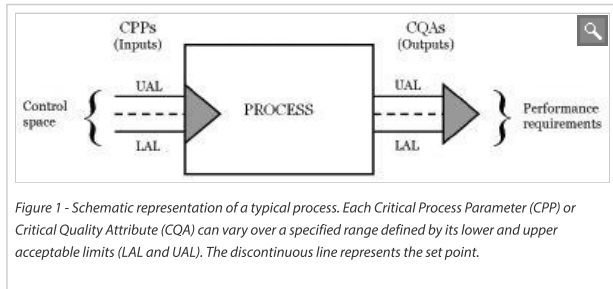 CPPs
(Inputs)
CQAs
(Outputs)
UAL
UAL
Control
space
PROCESS
Performance
requirements
LAL
LAL
Figure 1 - Schematic representation of a typical process. Each Critical Process Parameter (CPP) or
Critical Quality Attribute (CQA) can vary over a specified range defined by its lower and upper
acceptable limits (LAL and UAL). The discontinuous line represents the set point.